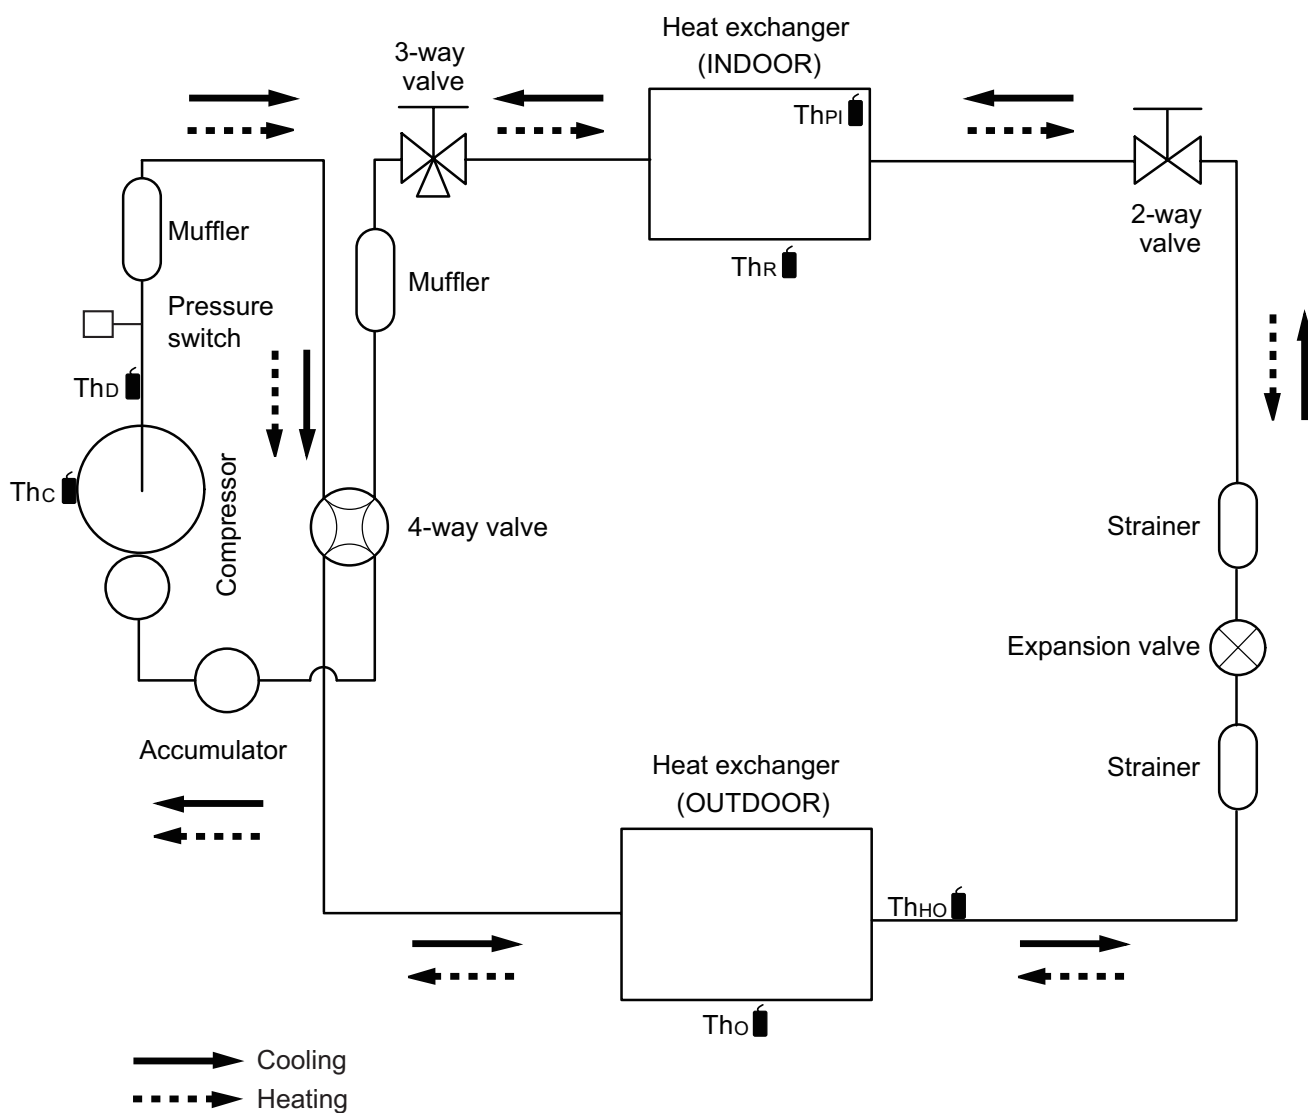 Heat exchanger
(INDOOR)
3-way
valve
ThPI
Muffler
2-way
valve
ThR
Muffler
Pressure
switch
ThD
ThC
Compressor
4-way valve
Strainer
Expansion valve
Accumulator
Heat exchanger
(OUTDOOR)
Strainer
ThHO
ThO
Cooling
Heating